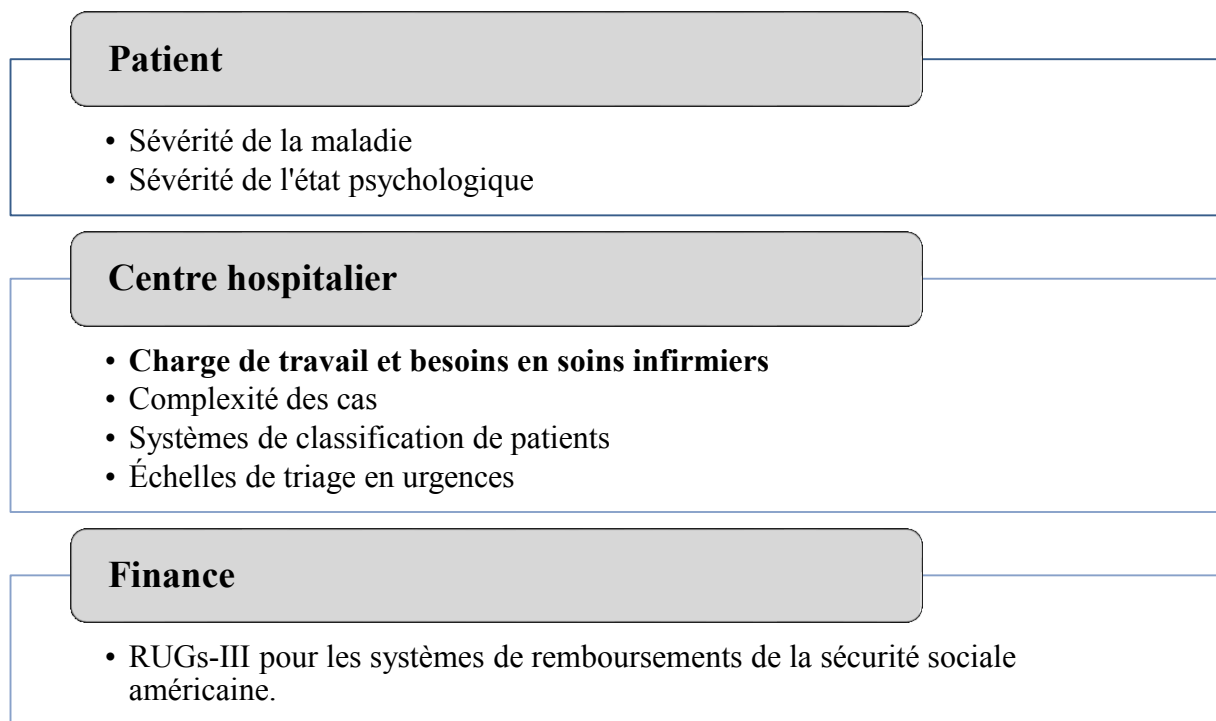 Patient
• Sévérité de la maladie
• Sévérité de l'état psychologique
Centre hospitalier
• Charge de travail et besoins en soins infirmiers
• Complexité des cas
• Systèmes de classification de patients
• Échelles de triage en urgences
Finance
• RUGs-III pour les systèmes de remboursements de la sécurité sociale
américaine.